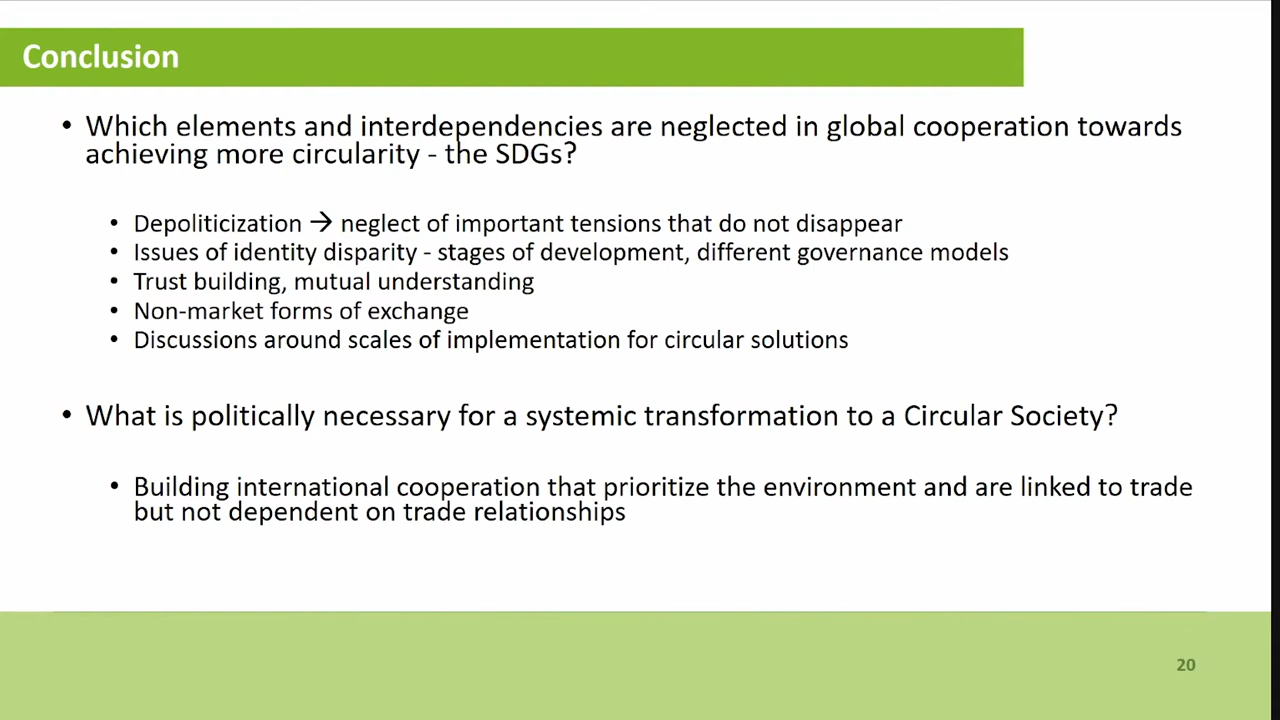 Conclusion
• Which elements and interdependencies are neglected in global cooperation towards
achieving more circularity - the SDGs?
• Depoliticization → neglect of important tensions that do not disappear
• Issues of identity disparity - stages of development, different governance models
• Trust building, mutual understanding
• Non-market forms of exchange
• Discussions around scales of implementation for circular solutions
• What is politically necessary for a systemic transformation to a Circular Society?
• Building international cooperation that prioritize the environment and are linked to trade
but not dependent on trade relationships
20